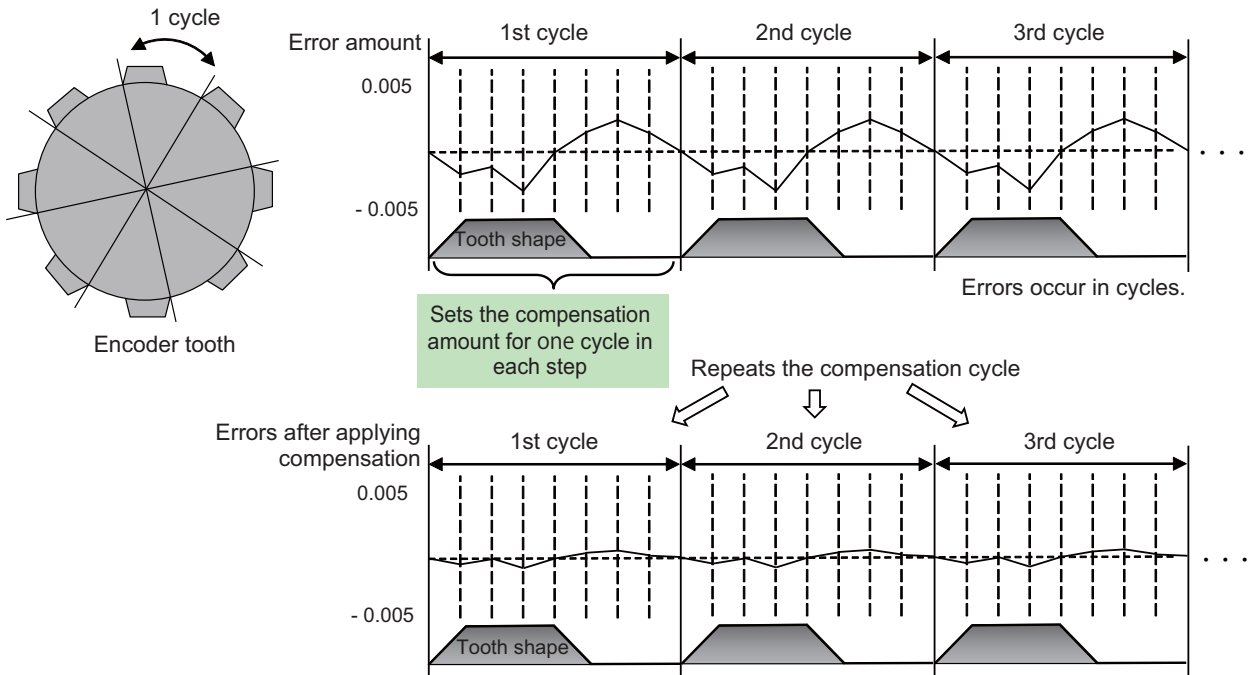 1 cycle
Encoder tooth
Error amount
1st cycle
2nd cycle
3rd cycle
0.005
- 0.005
. . .
Tooth shape
Errors occur in cycles.
Sets the compensation
amount for one cycle in
each step
Repeats the compensation cycle
Errors after applying
compensation
1st cycle
2nd cycle
3rd cycle
0.005
- 0.005
. . .
Tooth shape